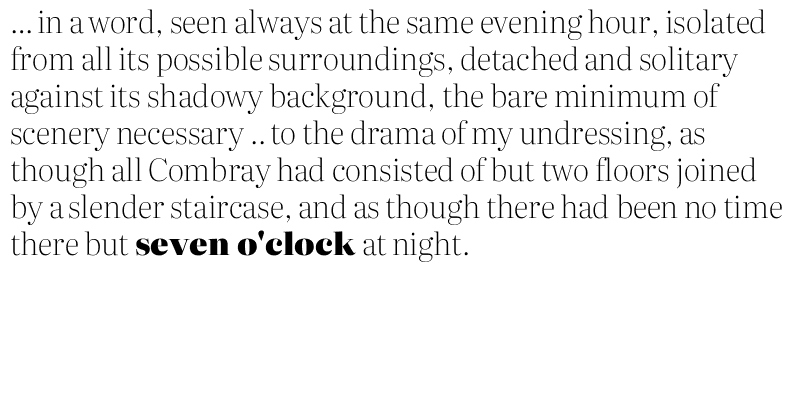 ... in a word, seen always at the same evening hour, isolated
from all its possible surroundings, detached and solitary
against its shadowy background, the bare minimum of
scenery necessary .. to the drama of my undressing, as
though all Combray had consisted of but two floors joined
by a slender staircase, and as though there had been no time
there but seven o'clock at night.